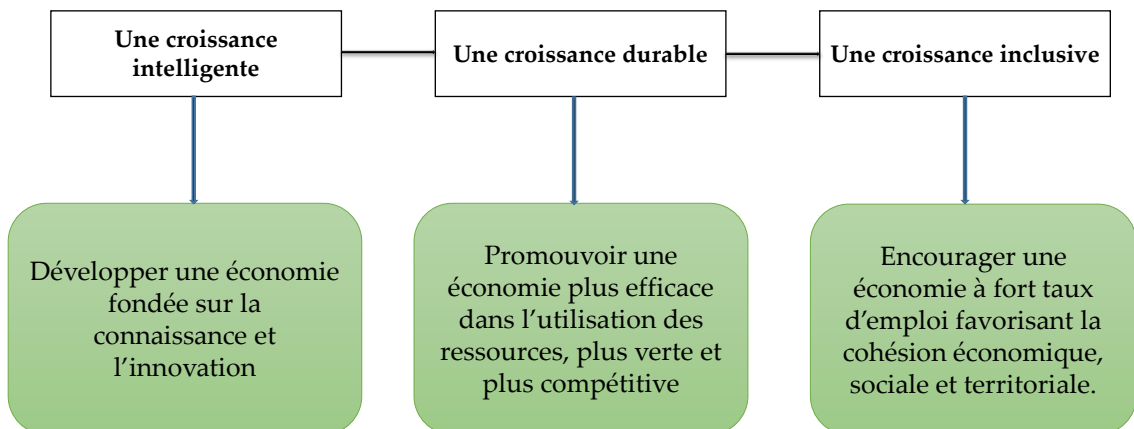 Une croissance
intelligente
Une croissance durable
Une croissance inclusive
Développer une économie
fondée sur la
connaissance et
l’innovation
Promouvoir une
économie plus efficace
dans l’utilisation des
ressources, plus verte et
plus compétitive
Encourager une
économie à fort taux
d’emploi favorisant la
cohésion économique,
sociale et territoriale.